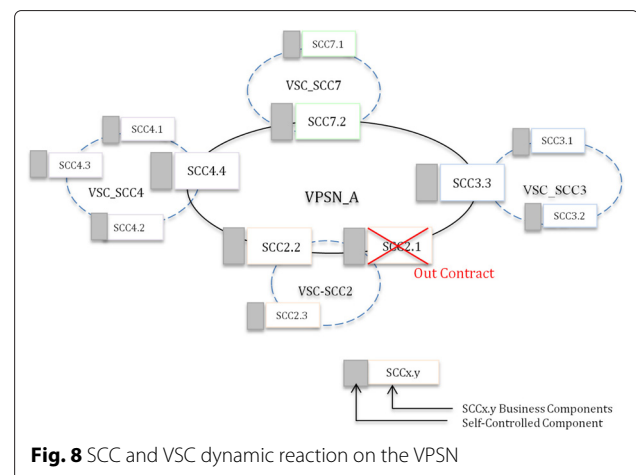 SCC7.1
VSC_SCC7
SCC7.2
SCC4.1
SCC4.3
VSC_SCC4
SCC4.4
SCC4.2
SCC3.1
SCC3.3
VSC_SCC3
SCC3.2
VPSN_A
SCC2.2
SCC2.1
Out Contract
VSC-SCC2
SCC2.3
SCCx.y
SCCx.y Business Components
Self-Controlled Component
Fig. 8 SCC and VSC dynamic reaction on the VPSN